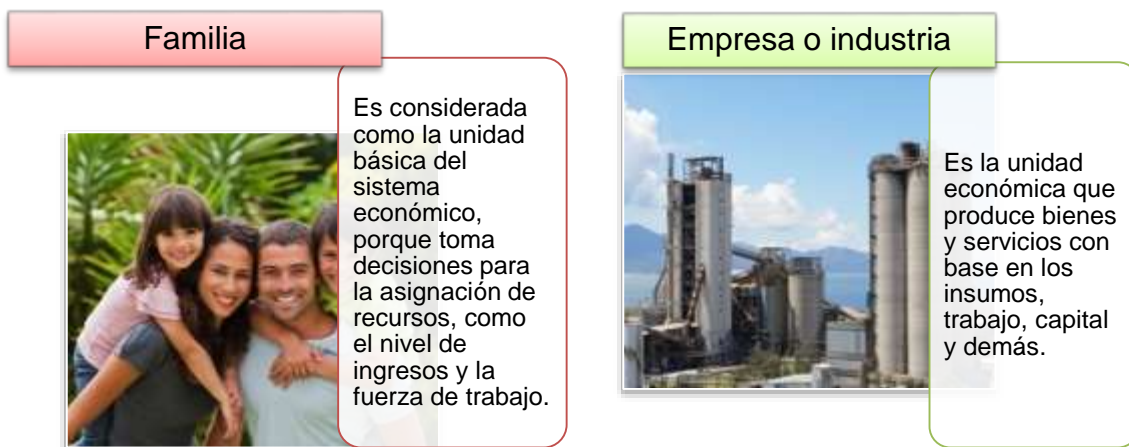 Familia
Es considerada
como la unidad
básica del
sistema
económico,
porque toma
decisiones para
la asignación de
recursos, como
el nivel de
ingresos y la
fuerza de trabajo.
Empresa o industria
Es la unidad
económica que
produce bienes
y servicios con
base en los
insumos,
trabajo, capital
y demás.